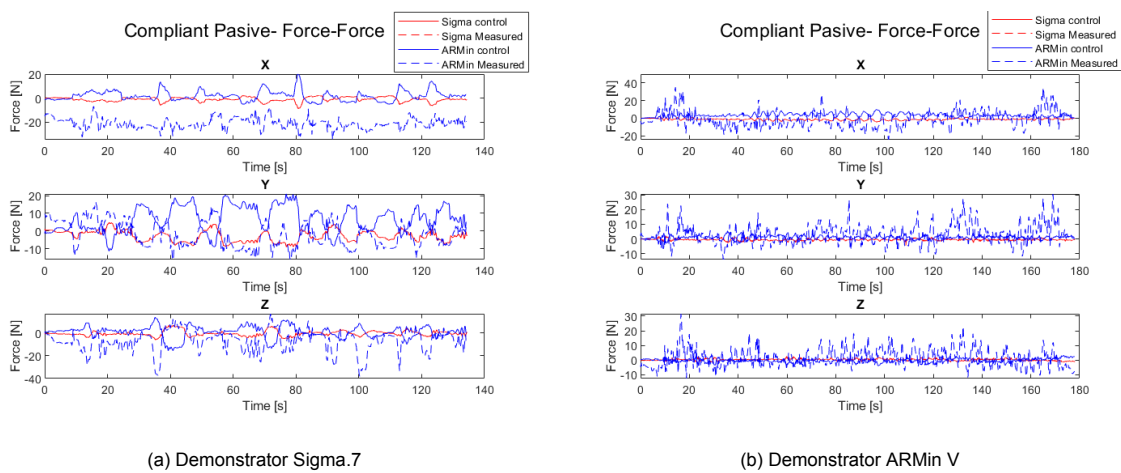 Compliant Pasive- Force-Force
Sigma control
Sigma Measured
ARMin control
ARMin Measured
X
Force [N]
20
0
-20
0 20 40 60 80 100 120 140
Time [s]
Y
Force [N]
20
10
0
-10
0 20 40 60 80 100 120 140
Time [s]
Z
Force [N]
0
-20
-40
0 20 40 60 80 100 120 140
Time [s]
(a) Demonstrator Sigma.7
Compliant Pasive- Force-Force
Sigma control
Sigma Measured
ARMin control
ARMin Measured
X
Force [N]
40
20
0
-20
0 20 40 60 80 100 120 140 160 180
Time [s]
Y
Force [N]
30
20
10
0
-10
0 20 40 60 80 100 120 140 160 180
Time [s]
Z
Force [N]
30
20
10
0
-10
0 20 40 60 80 100 120 140 160 180
Time [s]
(b) Demonstrator ARMin V